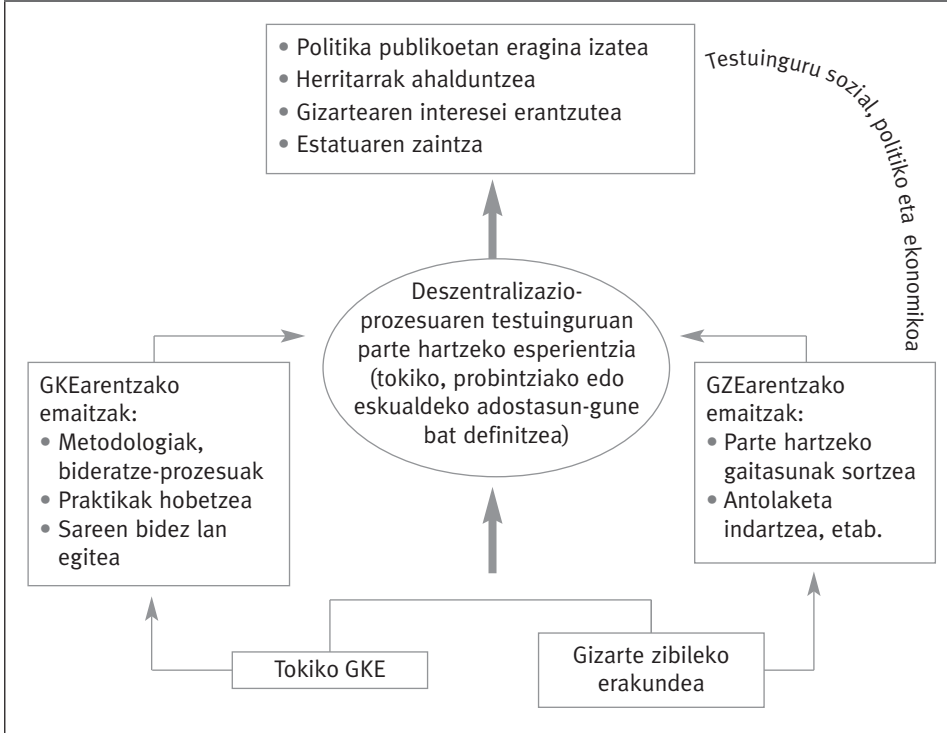 • Politika publikoetan eragina izatea
• Herritarrak ahalduntzea
• Gizartearen interesei erantzutea
• Estatuaren zaintza
Testuinguru sozial, politiko eta ekonomikoa
Deszentralizazio-
prozesuaren testuinguruan
parte hartzeko esperientzia
(tokiko, probintziako edo
eskualdeko adostasun-gune
bat definitzea)
GKEarentzako
emaitzak:
• Metodologiak,
bideratze-prozesuak
• Praktikak hobetzea
• Sareen bidez lan
egitea
GZEarentzako
emaitzak:
• Parte hartzeko
gaitasunak sortzea
• Antolaketa
indartzea, etab.
Tokiko GKE
Gizarte zibileko
erakundea